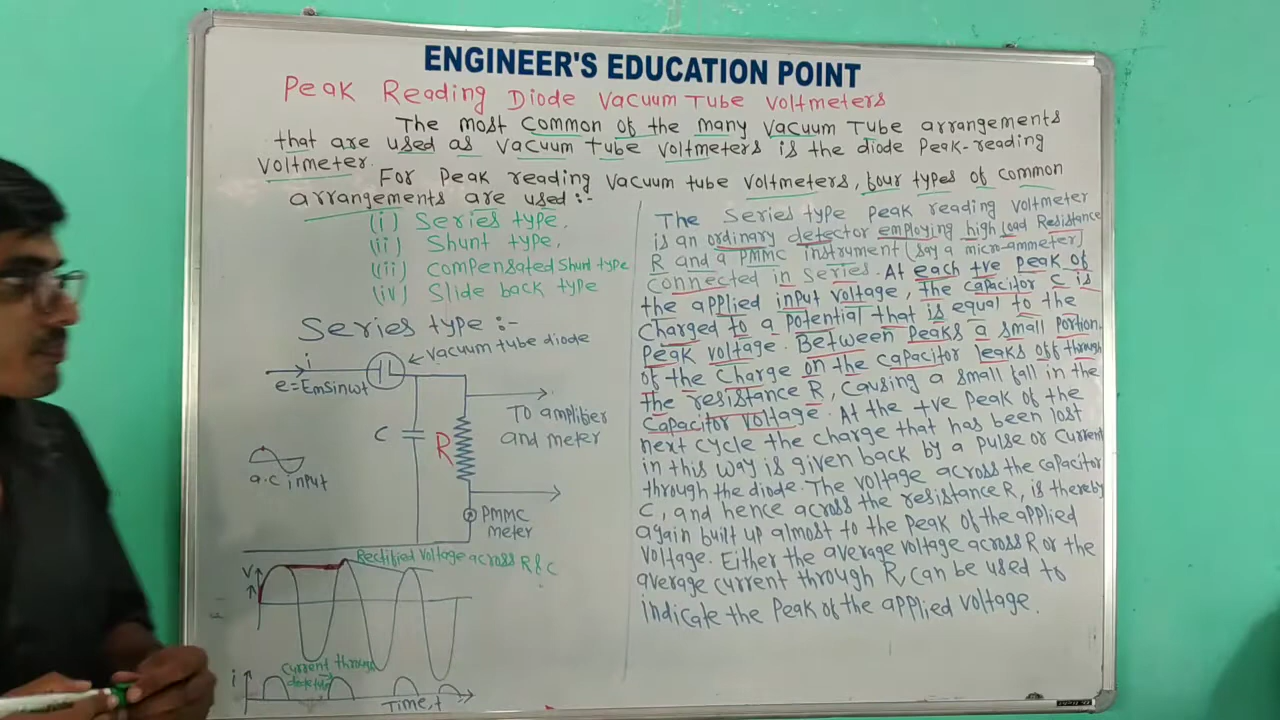 ENGINEER'S EDUCATION POINT
Peak Reading Diode Vacuum Tube Voltmeters
The most common of the many Vacuum Tube arrangements
that are used as Vacuum Tube Voltmeters is the diode Peak-reading
Voltmeter.
For Peak reading Vacuum tube Voltmeters, four types of common
arrangements are used :-
(i) Series type,
(ii) Shunt type,
(iii) Compensated Shunt type
(iv) Slide back type
Series type :-
i
Vacuum tube diode
e=Emsinωt
To amplifier
and meter
C
R
a.c input
PMMC
meter
Rectified voltage across R & C
V
Current through
i
Time, t
The Series type Peak reading Voltmeter
is an ordinary detector employing high load Resistance
R and a PMMC instrument (say a micro-ammeter)
connected in series. At each +ve peak of
the applied input voltage, the capacitor C is
Charged to a potential that is equal to the
Peak voltage. Between Peaks a small portion
of the Charge on the capacitor leaks off through
The resistance R, Causing a small fall in the
Capacitor Voltage. At the +ve Peak of the
next cycle the charge that has been lost
in this way is given back by a pulse or current
through the diode. The voltage across the capacitor
C, and hence across the resistance R, is thereby
again built up almost to the peak of the applied
Voltage. Either the average voltage across R or the
average current through R, can be used to
indicate the Peak of the applied voltage.